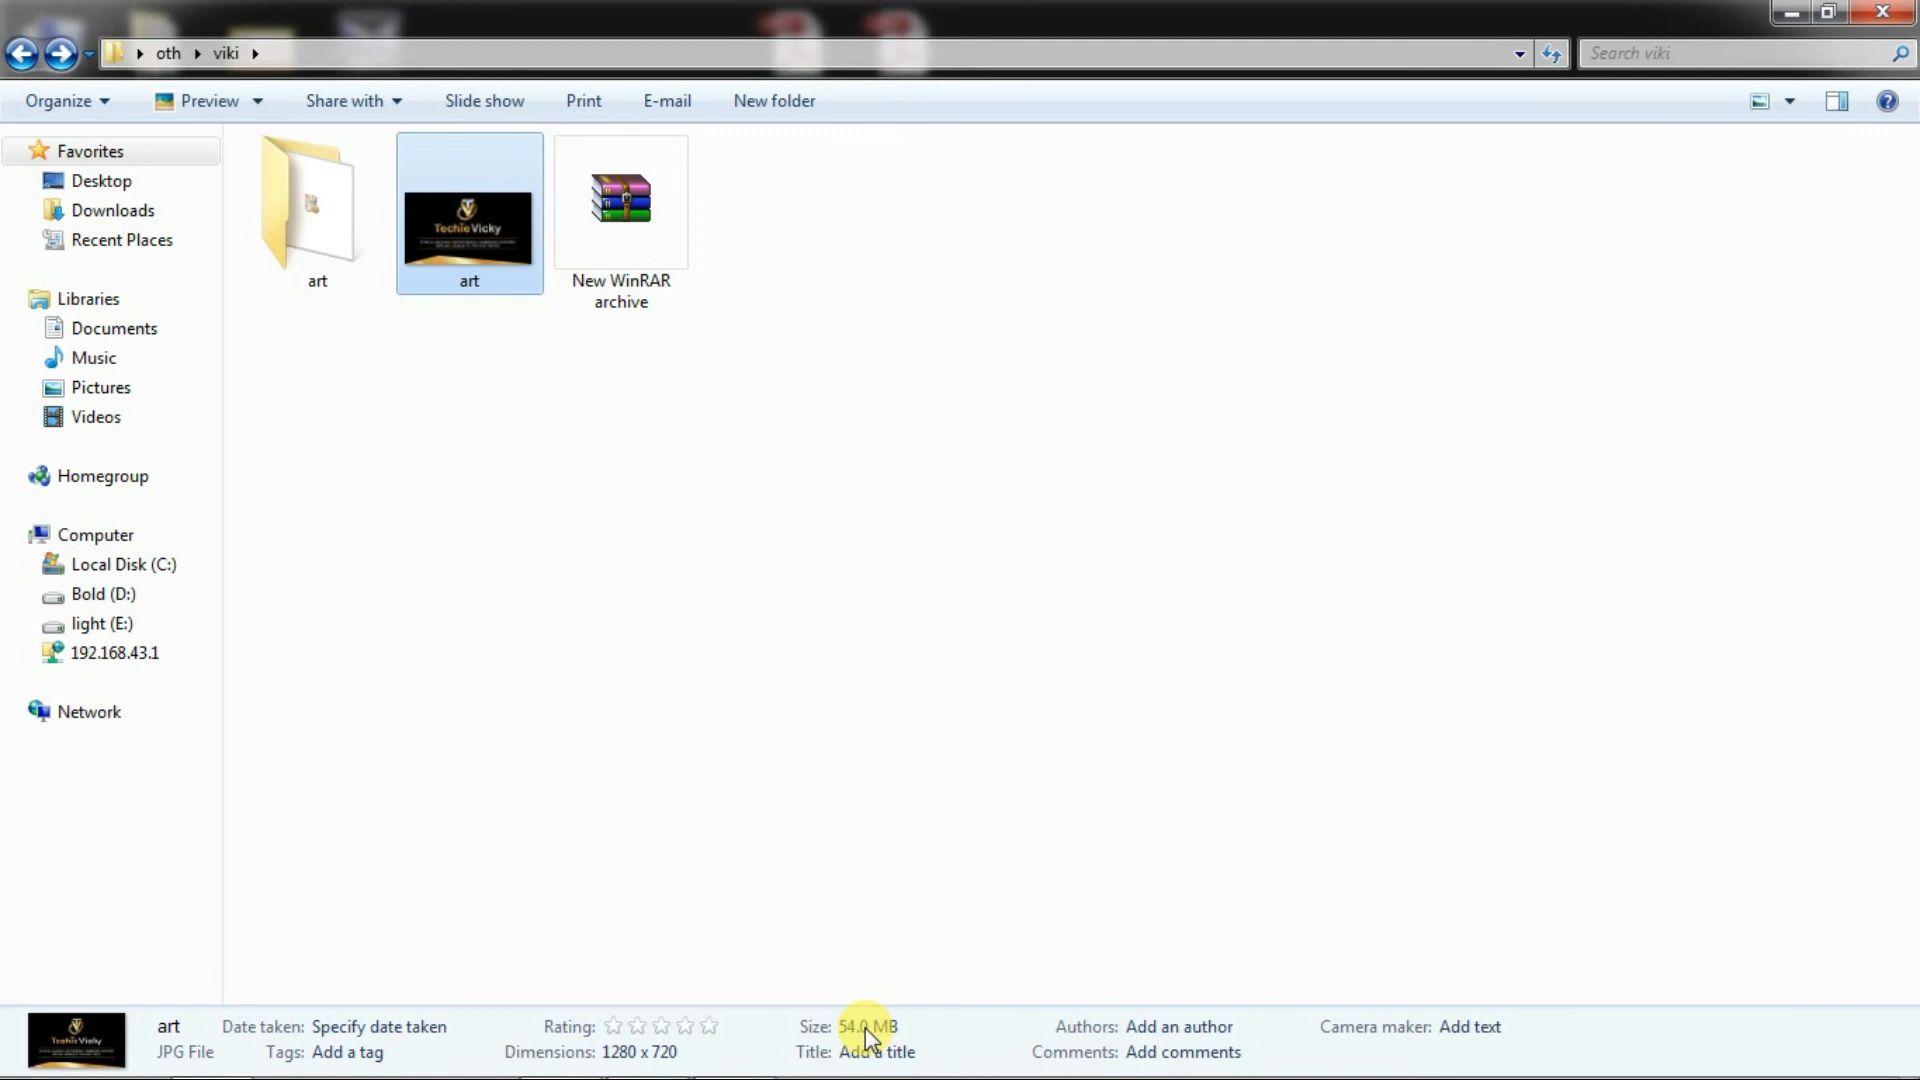 oth viki
Search viki
Organize Preview Share with Slide show Print E-mail New folder
Favorites
Desktop
Downloads
Recent Places
Libraries
Documents
Music
Pictures
Videos
Homegroup
Computer
Local Disk (C:)
Bold (D:)
light (E:)
192.168.43.1
Network
art
TechieVicky
art
New WinRAR
archive
TechieVicky
art Date taken: Specify date taken Rating: Size: 54.0 MB Authors: Add an author Camera maker: Add text
JPG File Tags: Add a tag Dimensions: 1280 x 720 Title: Add a title Comments: Add comments